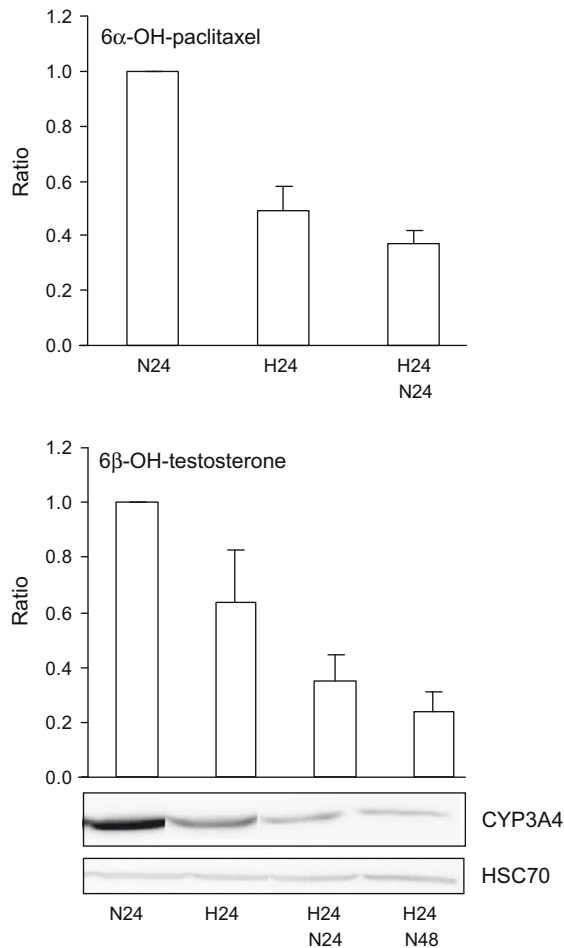 1.2
6α-OH-paclitaxel
1.0
0.8
Ratio
0.6
0.4
0.2
0.0
N24 H24 H24
N24
1.2
6β-OH-testosterone
1.0
0.8
Ratio
0.6
0.4
0.2
0.0
CYP3A4
HSC70
N24 H24 H24 H24
N24 N48